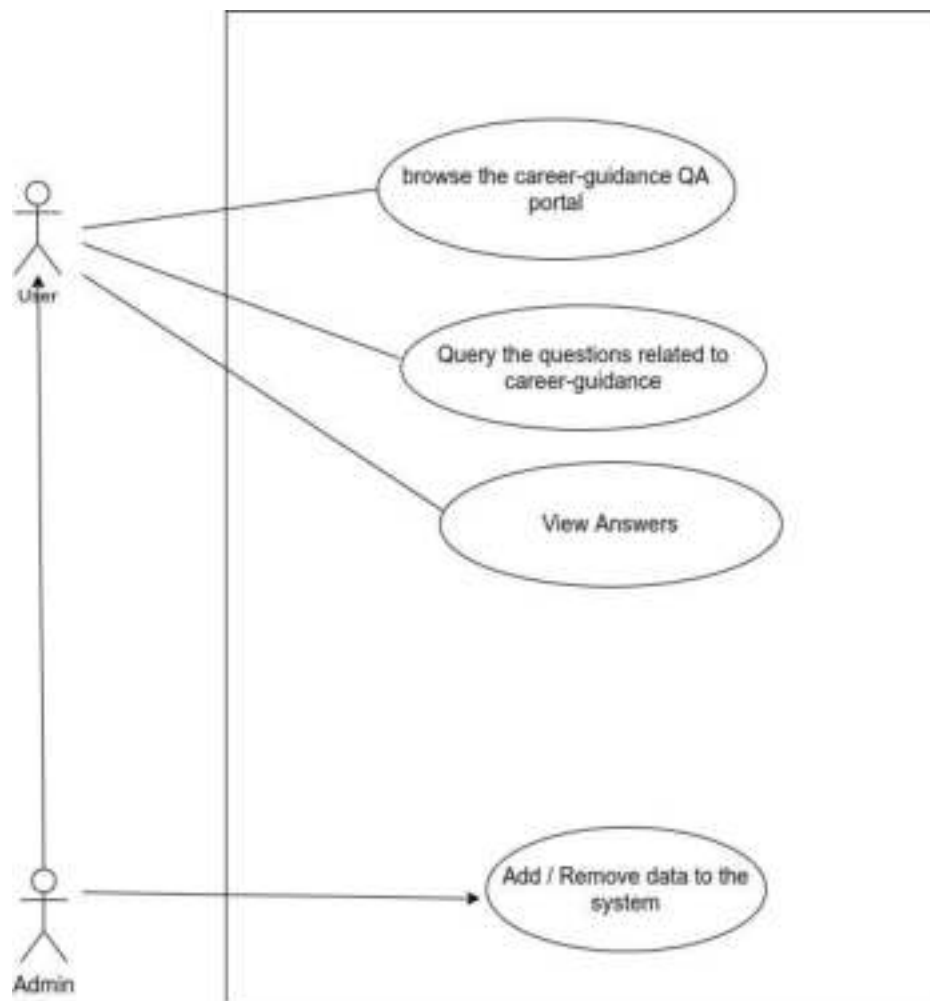 browse the career-guidance QA
portal
User
Query the questions related to
career-guidance
View Answers
Add / Remove data to the
system
Admin